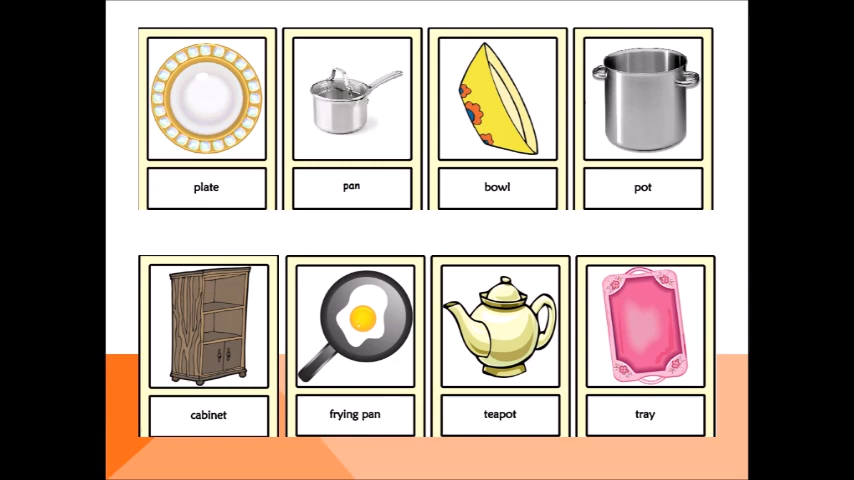 plate
pan
bowl
pot
cabinet
frying pan
teapot
tray